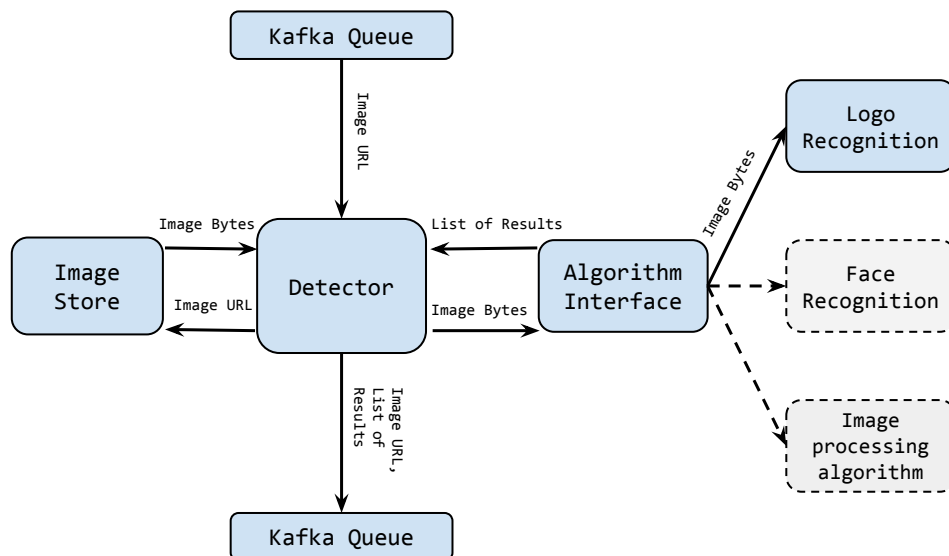 Kafka Queue
Image URL
Logo
Recognition
Image Bytes
Image Bytes
List of Results
Image
Store
Detector
Algorithm
Interface
Face
Recognition
Image URL
Image Bytes
Image URL,
List of
Results
Image
processing
algorithm
Kafka Queue